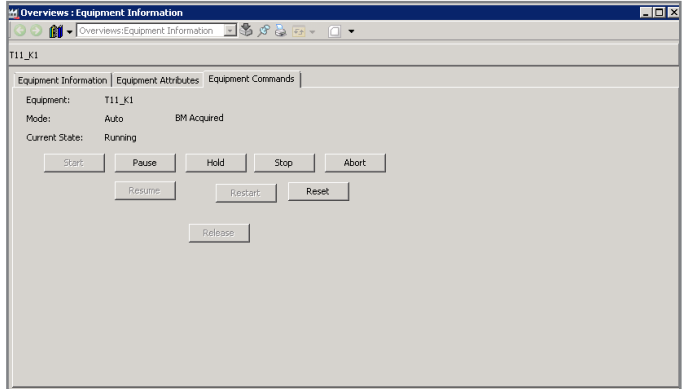 Overviews : Equipment Information
Overviews:Equipment Information
T11_K1
Equipment Information Equipment Attributes Equipment Commands
Equipment: T11_K1
Mode: Auto BM Acquired
Current State: Running
Start Pause Hold Stop Abort
Resume Restart Reset
Release